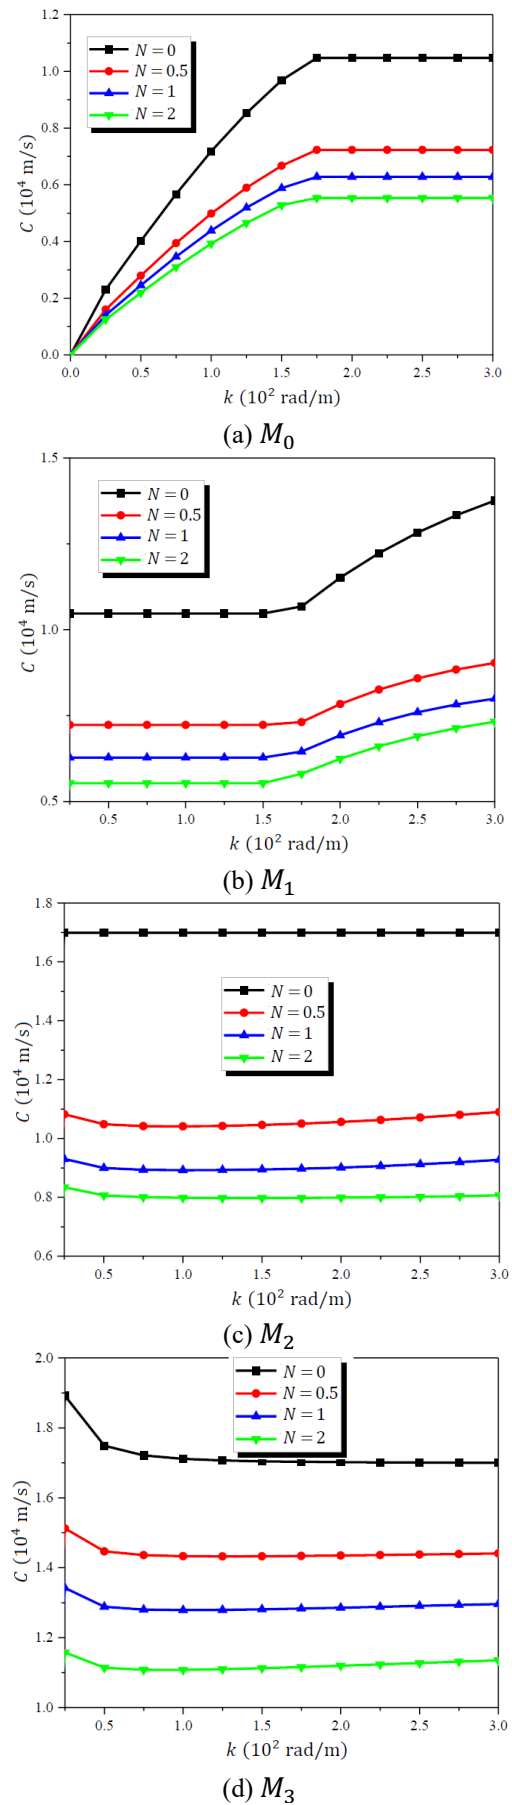 1.2
1.0
0.8
0.6
0.4
0.2
0.0
C (10⁴ m/s)
N = 0
N = 0.5
N = 1
N = 2
0.0 0.5 1.0 1.5 2.0 2.5 3.0
k (10² rad/m)
(a) M₀
1.5
1.0
0.5
C (10⁴ m/s)
N = 0
N = 0.5
N = 1
N = 2
0.5 1.0 1.5 2.0 2.5 3.0
k (10² rad/m)
(b) M₁
1.8
1.6
1.4
1.2
1.0
0.8
0.6
C (10⁴ m/s)
N = 0
N = 0.5
N = 1
N = 2
0.5 1.0 1.5 2.0 2.5 3.0
k (10² rad/m)
(c) M₂
2.0
1.8
1.6
1.4
1.2
1.0
C (10⁴ m/s)
N = 0
N = 0.5
N = 1
N = 2
0.5 1.0 1.5 2.0 2.5 3.0
k (10² rad/m)
(d) M₃